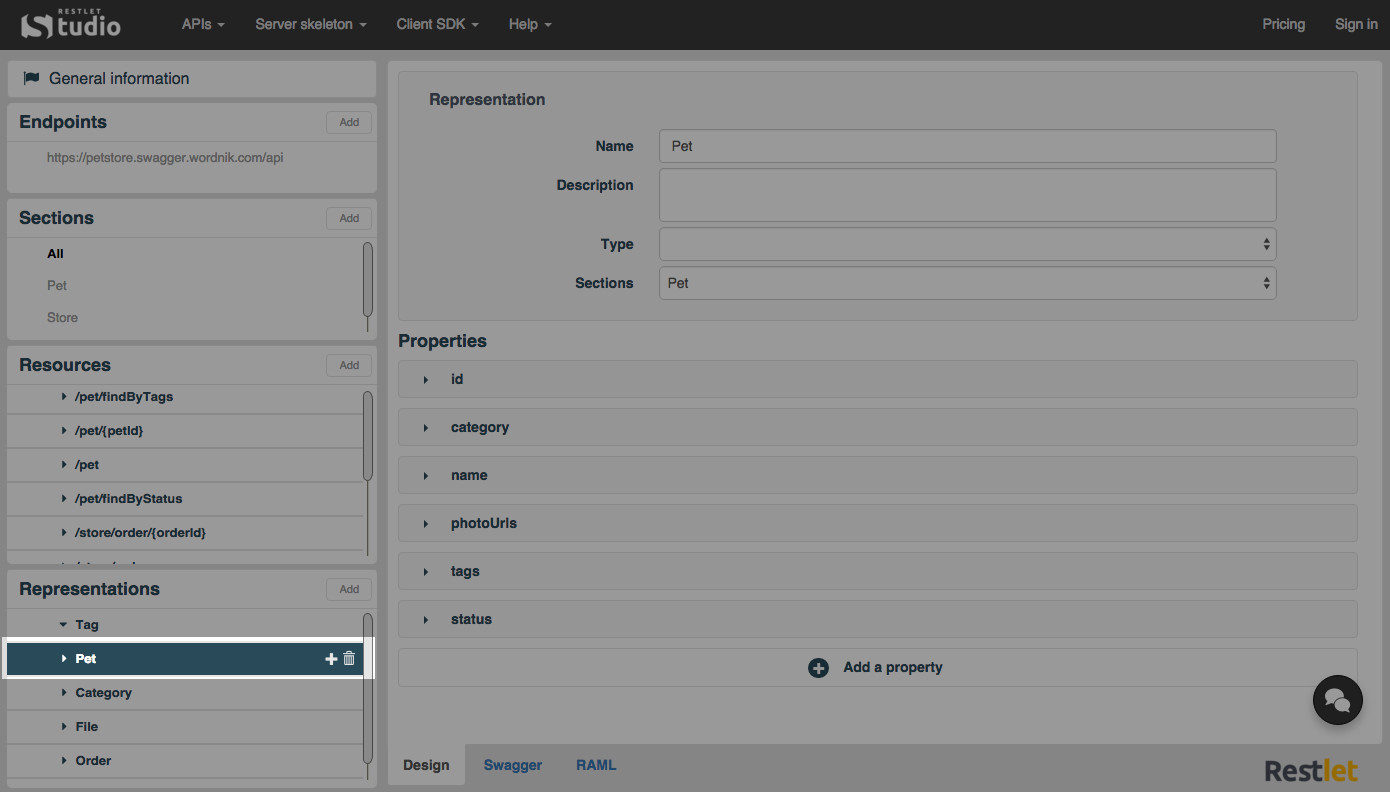 RESTLET
Studio
APIs
Server skeleton
Client SDK
Help
Pricing
Sign in
General information
Endpoints
Add
https://petstore.swagger.wordnik.com/api
Sections
Add
All
Pet
Store
Resources
Add
/pet/findByTags
/pet/{petId}
/pet
/pet/findByStatus
/store/order/{orderId}
Representations
Add
Tag
Pet
Category
File
Order
Representation
Name
Pet
Description
Type
Sections
Pet
Properties
id
category
name
photoUrls
tags
status
Add a property
Design
Swagger
RAML
Restlet